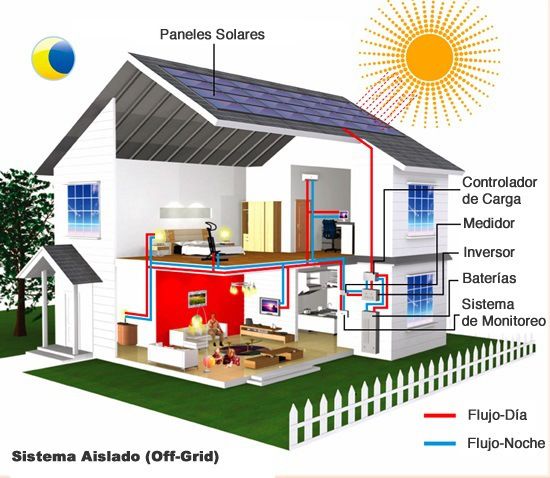 Paneles Solares
Controlador
de Carga
Medidor
Inversor
Baterías
Sistema
de Monitoreo
Flujo-Día
Flujo-Noche
Sistema Aislado (Off-Grid)